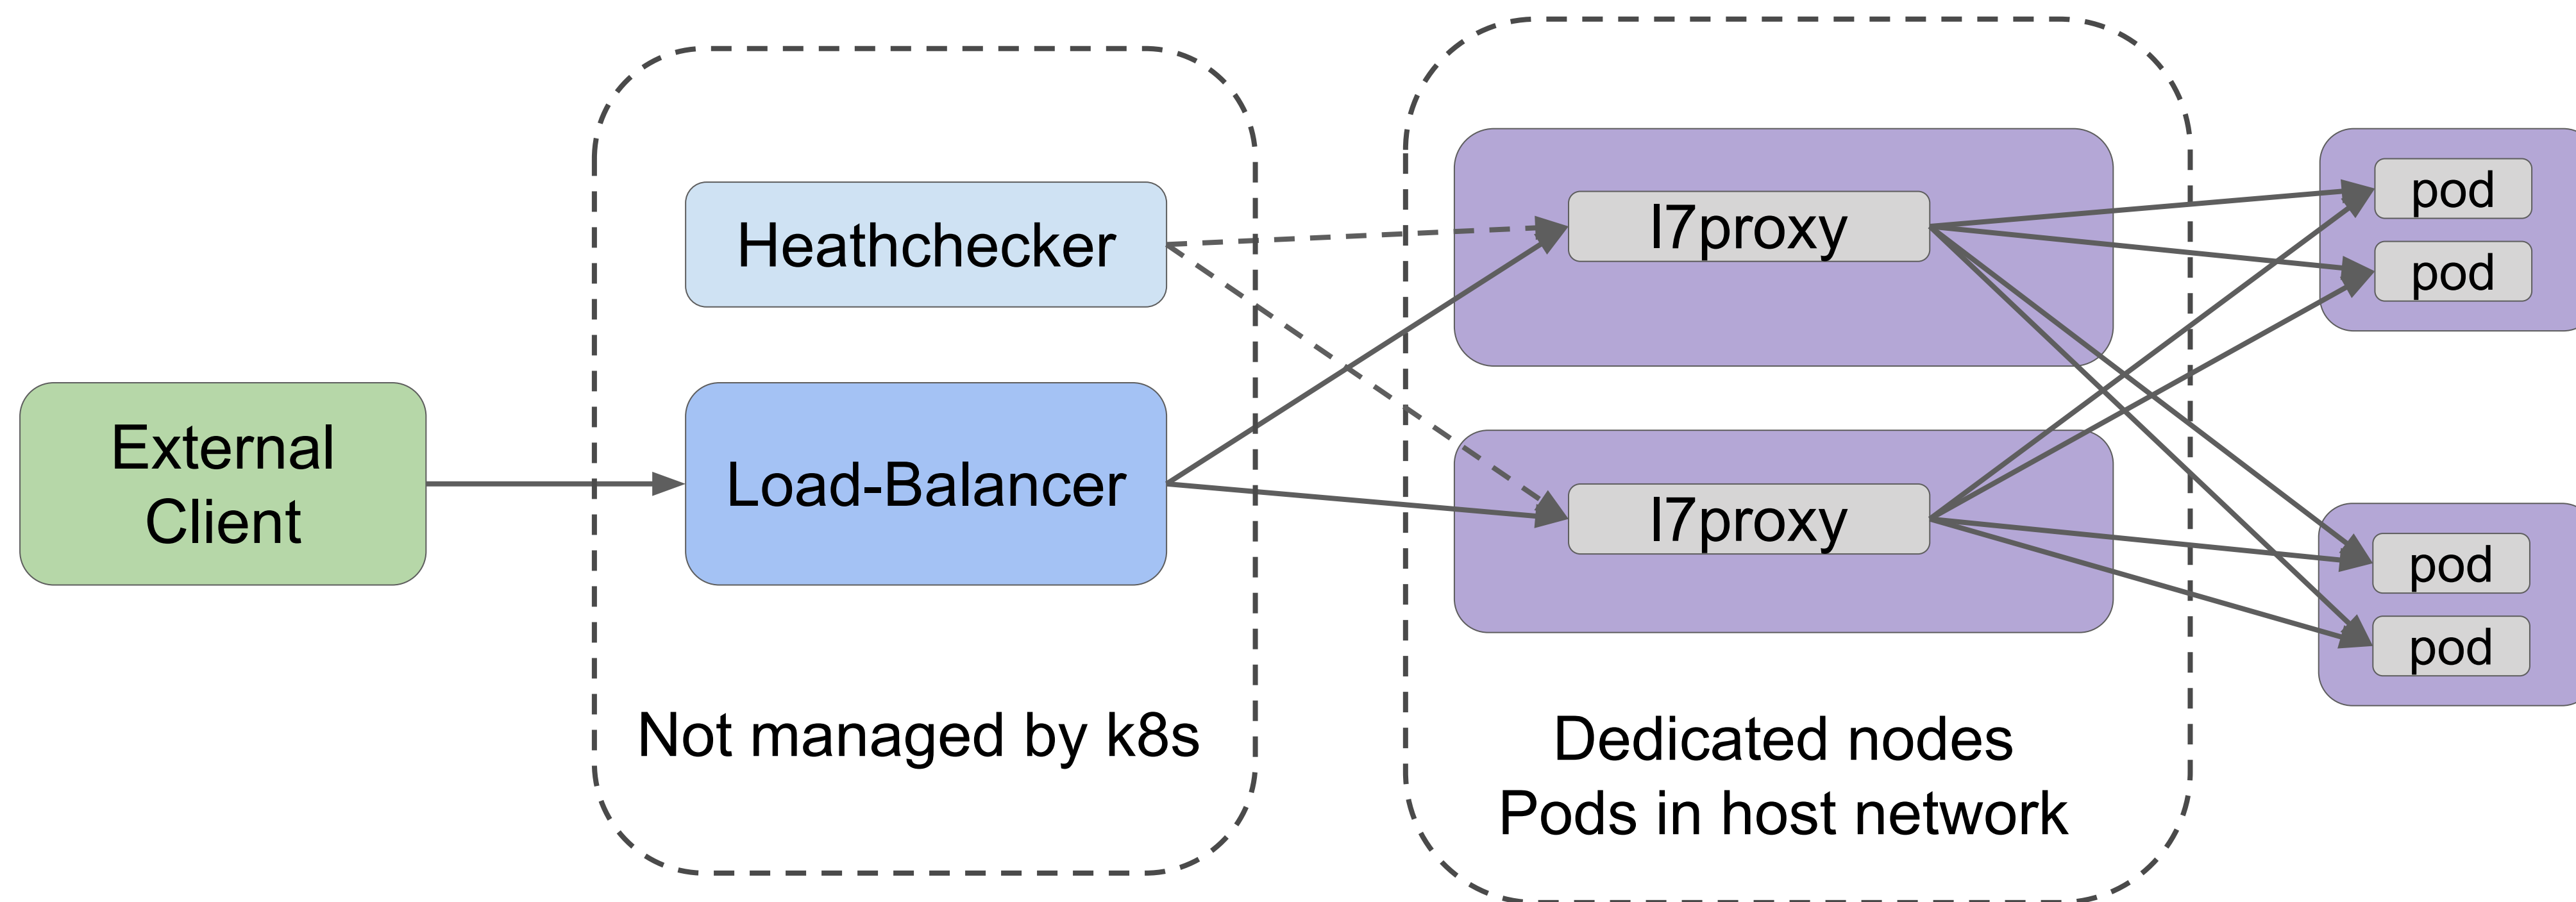 External
Client
Heathchecker
Load-Balancer
Not managed by k8s
l7proxy
l7proxy
Dedicated nodes
Pods in host network
pod
pod
pod
pod